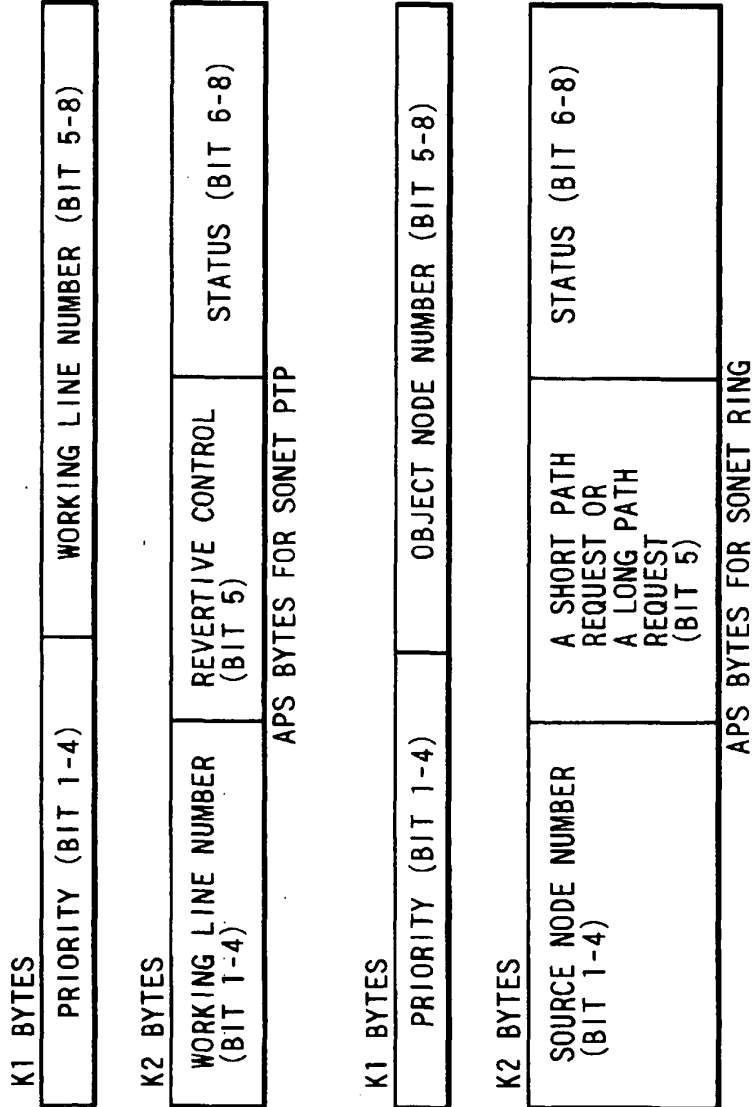 K1 BYTES
PRIORITY (BIT 1-4)
WORKING LINE NUMBER (BIT 5-8)
K2 BYTES
WORKING LINE NUMBER
(BIT 1-4)
REVERTIVE CONTROL
(BIT 5)
STATUS (BIT 6-8)
APS BYTES FOR SONET PTP
K1 BYTES
PRIORITY (BIT 1-4)
OBJECT NODE NUMBER (BIT 5-8)
K2 BYTES
SOURCE NODE NUMBER
(BIT 1-4)
A SHORT PATH
REQUEST OR
A LONG PATH
REQUEST
(BIT 5)
STATUS (BIT 6-8)
APS BYTES FOR SONET RING